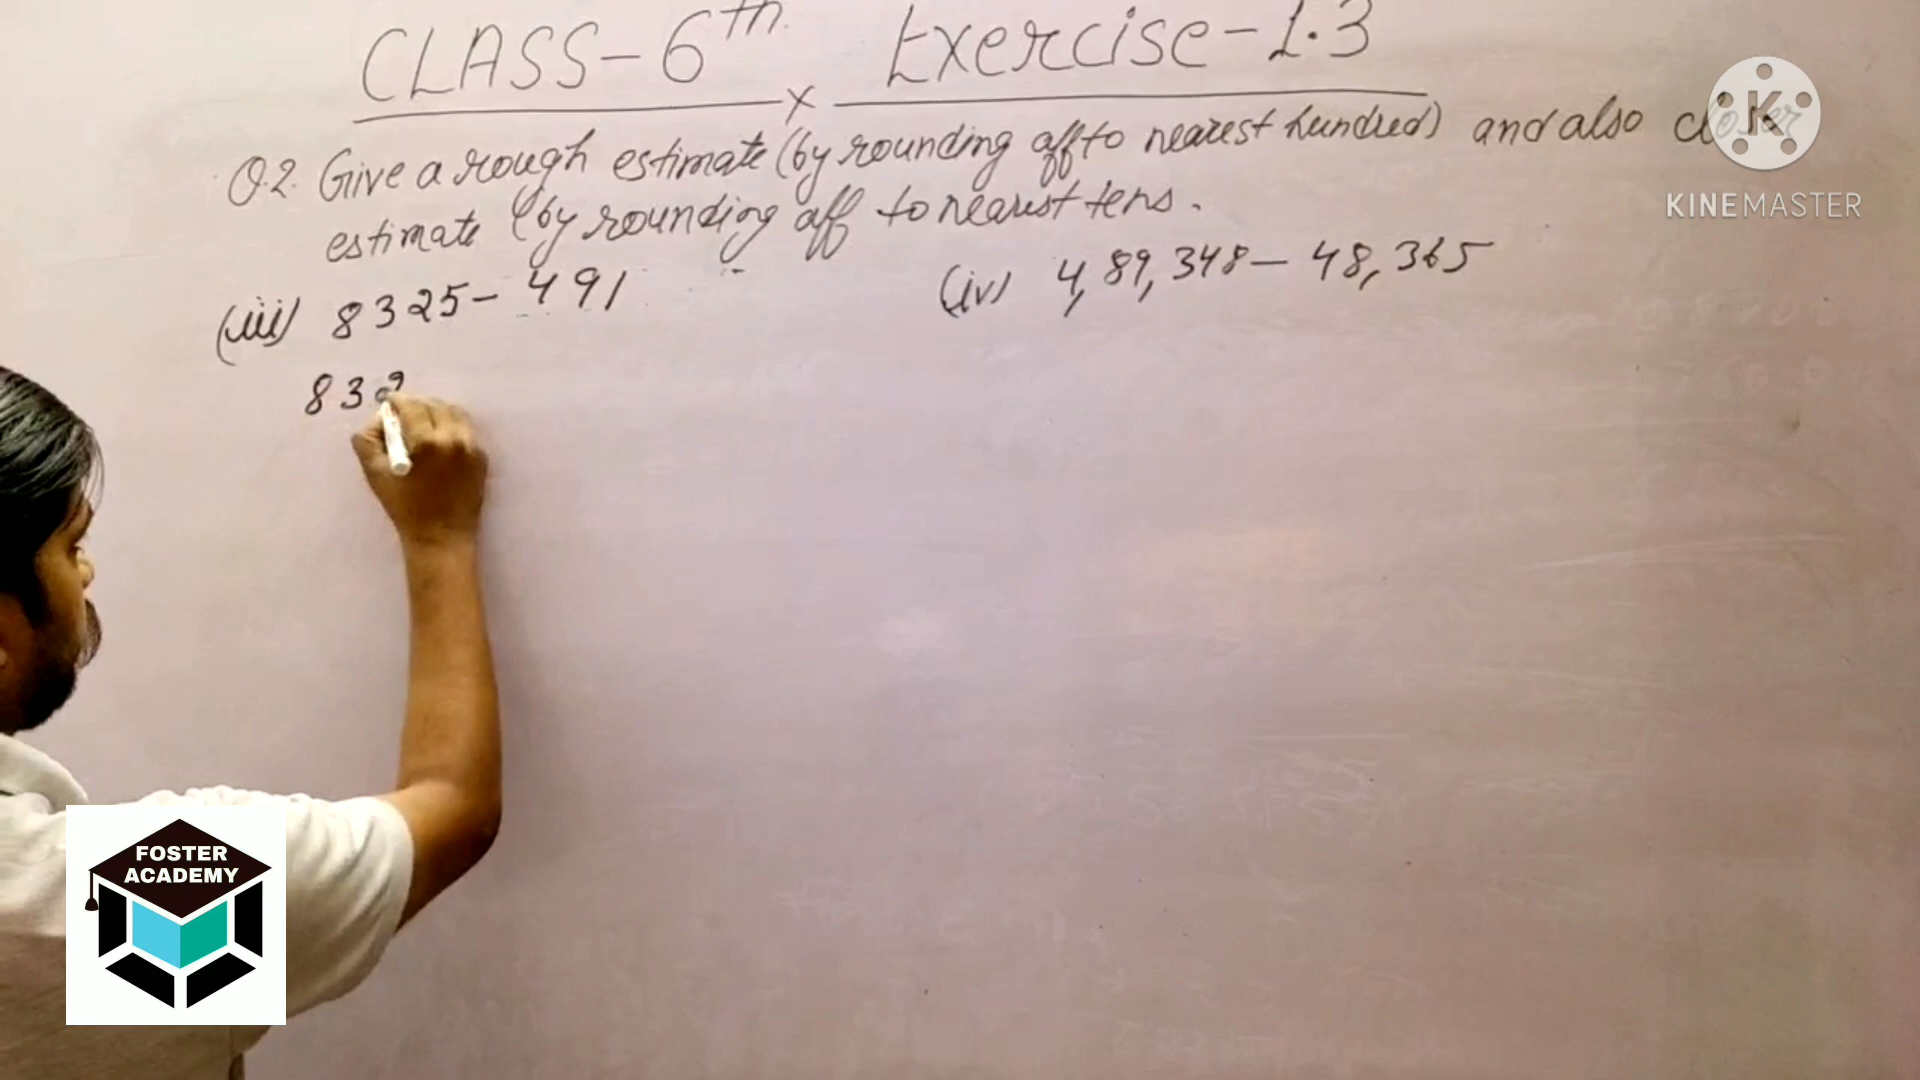 CLASS-6th x Exercise-1.3
Q.2. Give a rough estimate (by rounding off to nearest hundred) and also closer
estimate (by rounding off to nearest tens.
(iii) 8325 - 491
(iv) 4,89,348 - 48,365
832
K
KINEMASTER
FOSTER
ACADEMY